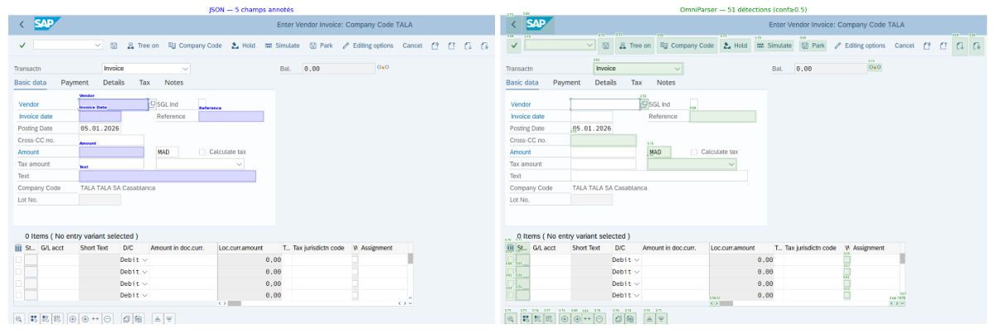 JSON — 5 champs annotés
SAP
Enter Vendor Invoice: Company Code TALA
Tree on Company Code Hold Simulate Park Editing options Cancel
Transactn Invoice Bal. 0,00
Basic data Payment Details Tax Notes
Vendor
Vendor SGL Ind
Invoice Date
Reference
Invoice date Reference
Posting Date 05.01.2026
Cross-CC no.
Amount
Amount MAD Calculate tax
Tax amount
Text
Text
Company Code TALA TALA SA Casablanca
Lot No.
0 Items ( No entry variant selected )
St... G/L acct Short Text D/C Amount in doc.curr. Loc.curr.amount T... Tax jurisdictn code W Assignment
Debit 0,00
Debit 0,00
Debit 0,00
Debit 0,00
OmniParser — 51 détections (conf≥0.5)
SAP
Enter Vendor Invoice: Company Code TALA
Tree on Company Code Hold Simulate Park Editing options Cancel
Transactn Invoice Bal. 0,00
Basic data Payment Details Tax Notes
Vendor SGL Ind
Invoice date Reference
Posting Date 05.01.2026
Cross-CC no.
Amount MAD Calculate tax
Tax amount
Text
Company Code TALA TALA SA Casablanca
Lot No.
0 Items ( No entry variant selected )
St... G/L acct Short Text D/C Amount in doc.curr. Loc.curr.amount T... Tax jurisdictn code W Assignment
Debit 0,00
Debit 0,00
Debit 0,00
Debit 0,00